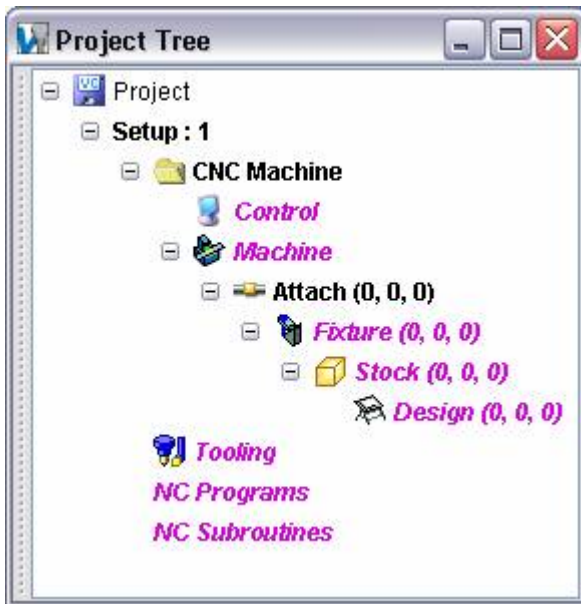 Project Tree
Project
Setup : 1
CNC Machine
Control
Machine
Attach (0, 0, 0)
Fixture (0, 0, 0)
Stock (0, 0, 0)
Design (0, 0, 0)
Tooling
NC Programs
NC Subroutines